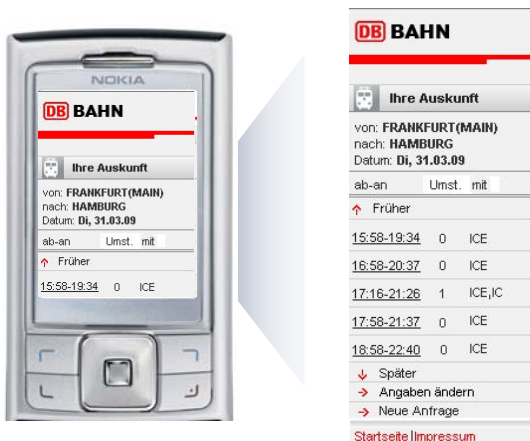 NOKIA
DB BAHN
Ihre Auskunft
von: FRANKFURT(MAIN)
nach: HAMBURG
Datum: Di, 31.03.09
ab-an Umst. mit
Früher
15:58-19:34 0 ICE
DB BAHN
Ihre Auskunft
von: FRANKFURT(MAIN)
nach: HAMBURG
Datum: Di, 31.03.09
ab-an Umst. mit
Früher
15:58-19:34 0 ICE
16:58-20:37 0 ICE
17:16-21:26 1 ICE,IC
17:58-21:37 0 ICE
18:58-22:40 0 ICE
Später
Angaben ändern
Neue Anfrage
Startseite|Impressum